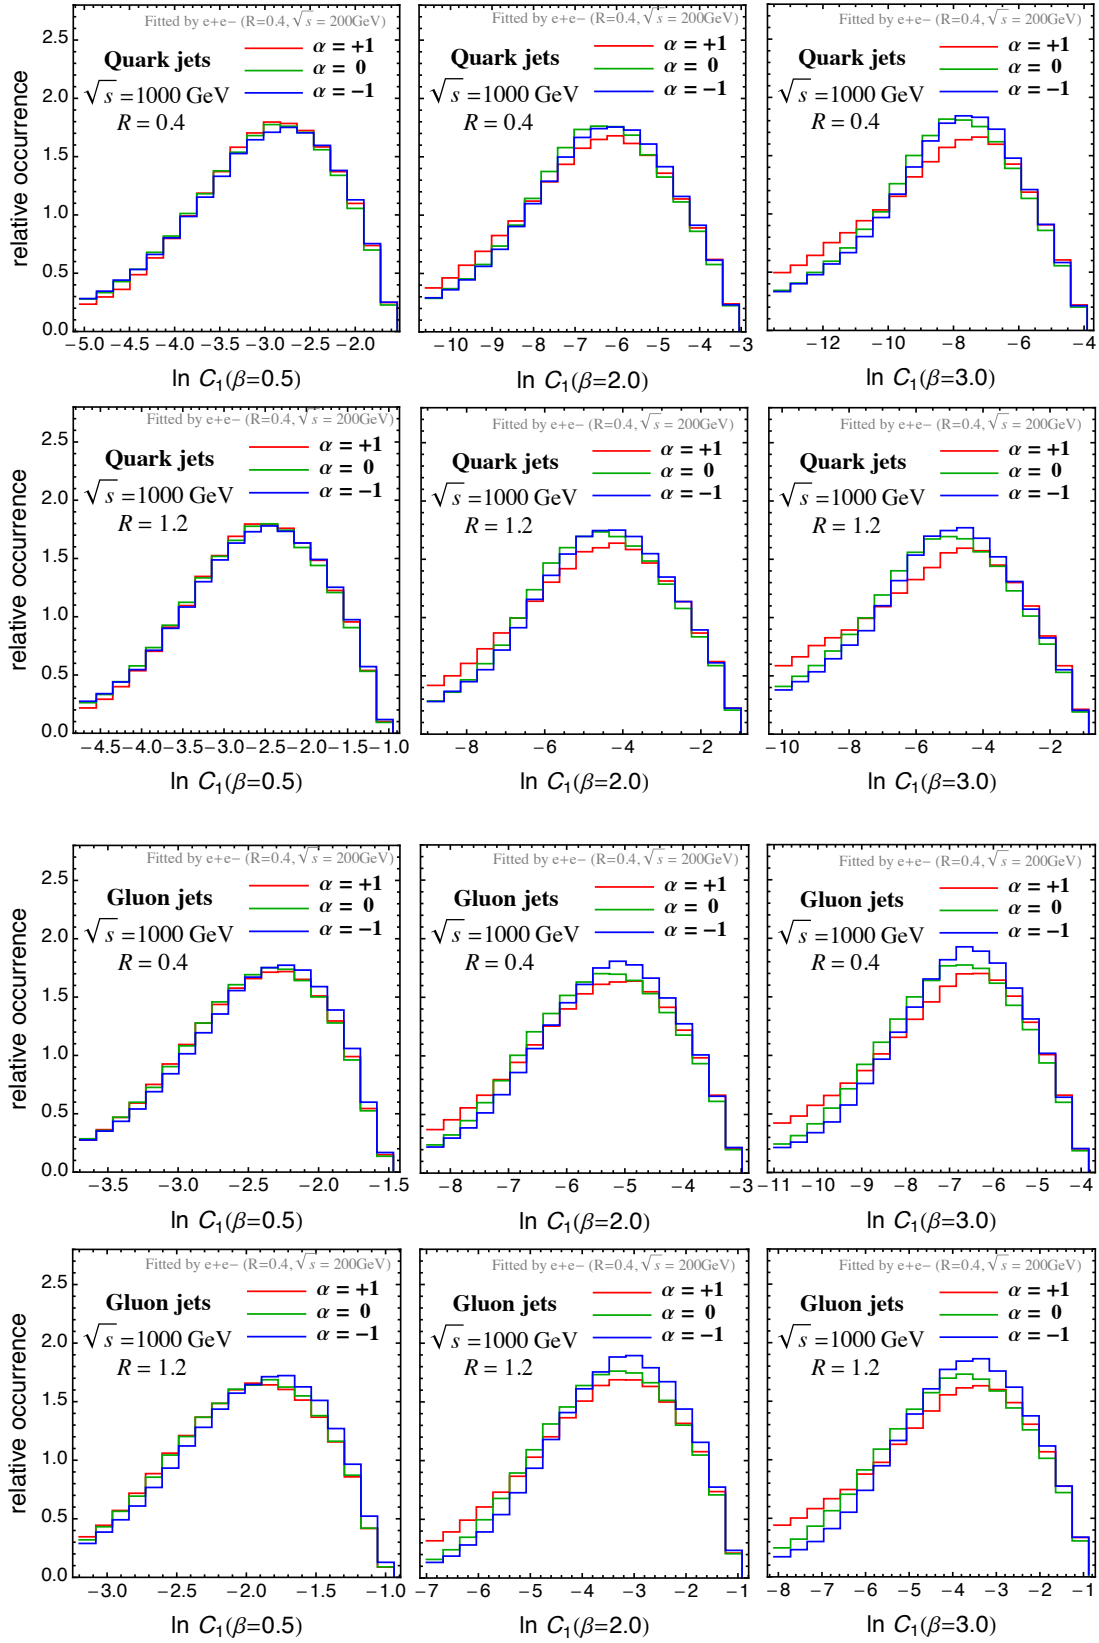 Fitted by e+e− (R=0.4, √s = 200GeV)
Quark jets
√s =1000 GeV
R = 0.4
α = +1
α = 0
α = −1
relative occurrence
0.0 0.5 1.0 1.5 2.0 2.5
−5.0 −4.5 −4.0 −3.5 −3.0 −2.5 −2.0
ln C₁(β=0.5)
Fitted by e+e− (R=0.4, √s = 200GeV)
Quark jets
√s =1000 GeV
R = 0.4
α = +1
α = 0
α = −1
−10 −9 −8 −7 −6 −5 −4 −3
ln C₁(β=2.0)
Fitted by e+e− (R=0.4, √s = 200GeV)
Quark jets
√s =1000 GeV
R = 0.4
α = +1
α = 0
α = −1
−12 −10 −8 −6 −4
ln C₁(β=3.0)
Fitted by e+e− (R=0.4, √s = 200GeV)
Quark jets
√s =1000 GeV
R = 1.2
α = +1
α = 0
α = −1
relative occurrence
0.0 0.5 1.0 1.5 2.0 2.5
−4.5 −4.0 −3.5 −3.0 −2.5 −2.0 −1.5 −1.0
ln C₁(β=0.5)
Fitted by e+e− (R=0.4, √s = 200GeV)
Quark jets
√s =1000 GeV
R = 1.2
α = +1
α = 0
α = −1
−8 −6 −4 −2
ln C₁(β=2.0)
Fitted by e+e− (R=0.4, √s = 200GeV)
Quark jets
√s =1000 GeV
R = 1.2
α = +1
α = 0
α = −1
−10 −8 −6 −4 −2
ln C₁(β=3.0)
Fitted by e+e− (R=0.4, √s = 200GeV)
Gluon jets
√s =1000 GeV
R = 0.4
α = +1
α = 0
α = −1
relative occurrence
0.0 0.5 1.0 1.5 2.0 2.5
−3.5 −3.0 −2.5 −2.0 −1.5
ln C₁(β=0.5)
Fitted by e+e− (R=0.4, √s = 200GeV)
Gluon jets
√s =1000 GeV
R = 0.4
α = +1
α = 0
α = −1
−8 −7 −6 −5 −4 −3
ln C₁(β=2.0)
Fitted by e+e− (R=0.4, √s = 200GeV)
Gluon jets
√s =1000 GeV
R = 0.4
α = +1
α = 0
α = −1
−11 −10 −9 −8 −7 −6 −5 −4
ln C₁(β=3.0)
Fitted by e+e− (R=0.4, √s = 200GeV)
Gluon jets
√s =1000 GeV
R = 1.2
α = +1
α = 0
α = −1
relative occurrence
0.0 0.5 1.0 1.5 2.0 2.5
−3.0 −2.5 −2.0 −1.5 −1.0
ln C₁(β=0.5)
Fitted by e+e− (R=0.4, √s = 200GeV)
Gluon jets
√s =1000 GeV
R = 1.2
α = +1
α = 0
α = −1
−7 −6 −5 −4 −3 −2 −1
ln C₁(β=2.0)
Fitted by e+e− (R=0.4, √s = 200GeV)
Gluon jets
√s =1000 GeV
R = 1.2
α = +1
α = 0
α = −1
−8 −7 −6 −5 −4 −3 −2 −1
ln C₁(β=3.0)